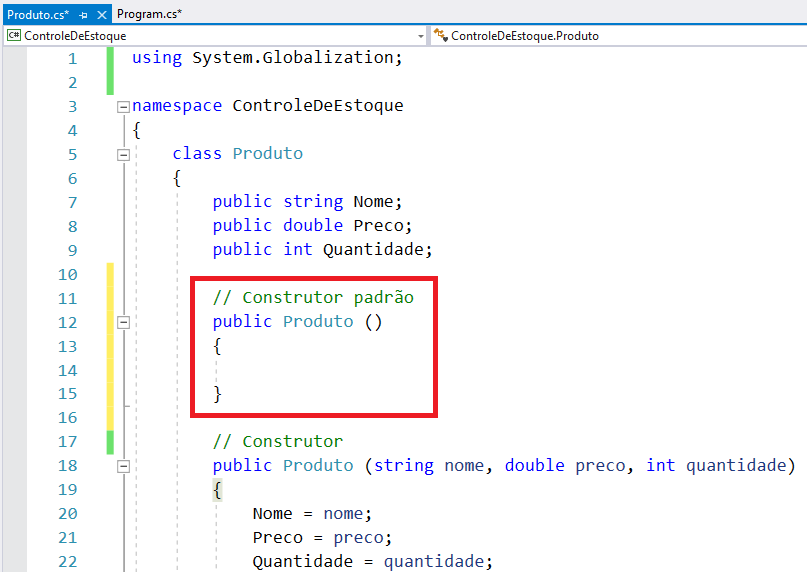 Produto.cs* Program.cs*
C# ControleDeEstoque ControleDeEstoque.Produto
1 using System.Globalization;
2
3 namespace ControleDeEstoque
4 {
5 class Produto
6 {
7 public string Nome;
8 public double Preco;
9 public int Quantidade;
10
11 // Construtor padrão
12 public Produto ()
13 {
14
15 }
16
17 // Construtor
18 public Produto (string nome, double preco, int quantidade)
19 {
20 Nome = nome;
21 Preco = preco;
22 Quantidade = quantidade;